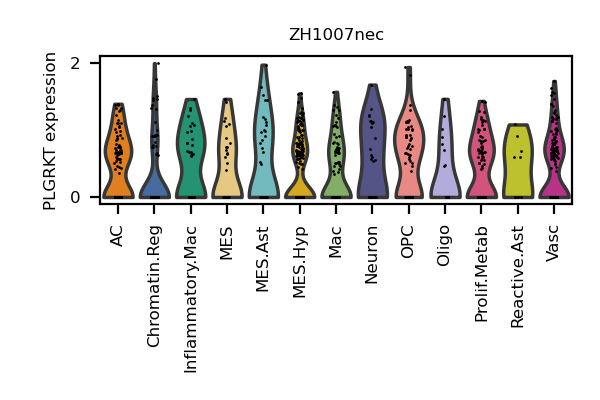 ZH1007nec
PLGRKT expression
2
0
AC
Chromatin.Reg
Inflammatory.Mac
MES
MES.Ast
MES.Hyp
Mac
Neuron
OPC
Oligo
Prolif.Metab
Reactive.Ast
Vasc